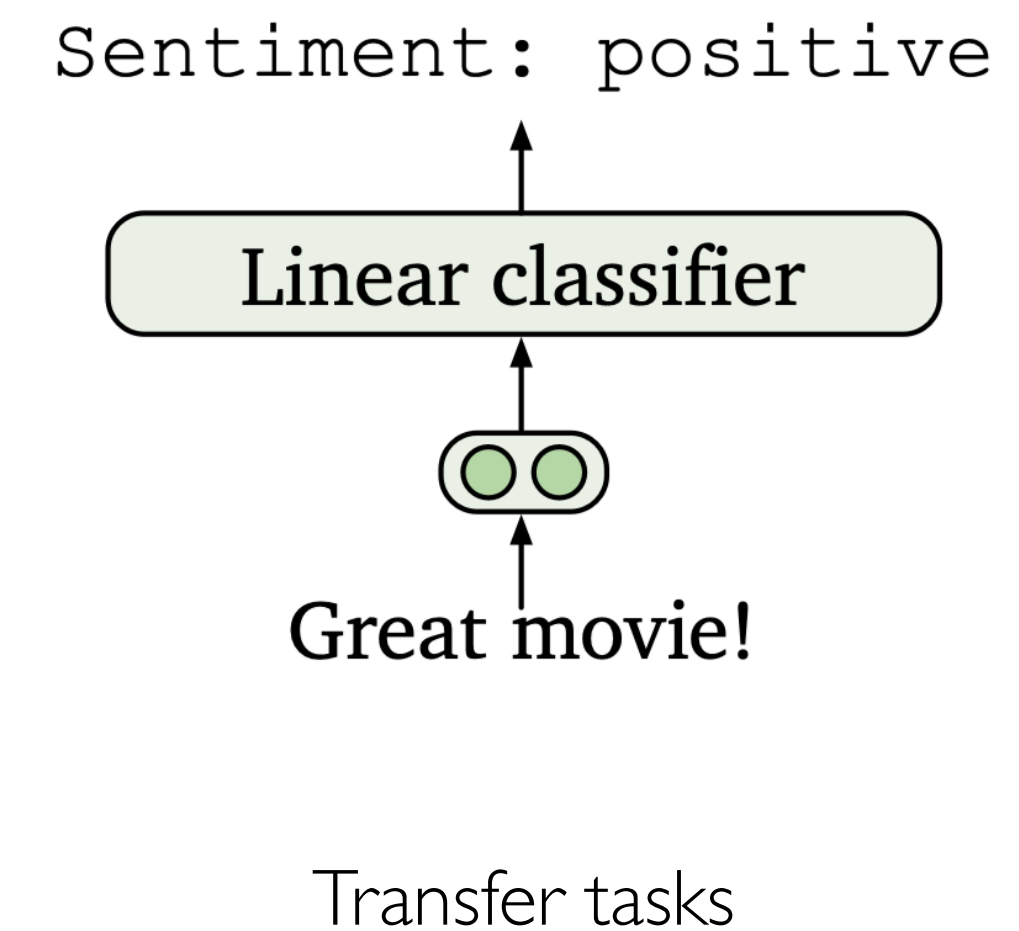 Sentiment: positive
Linear classifier
Great movie!
Transfer tasks